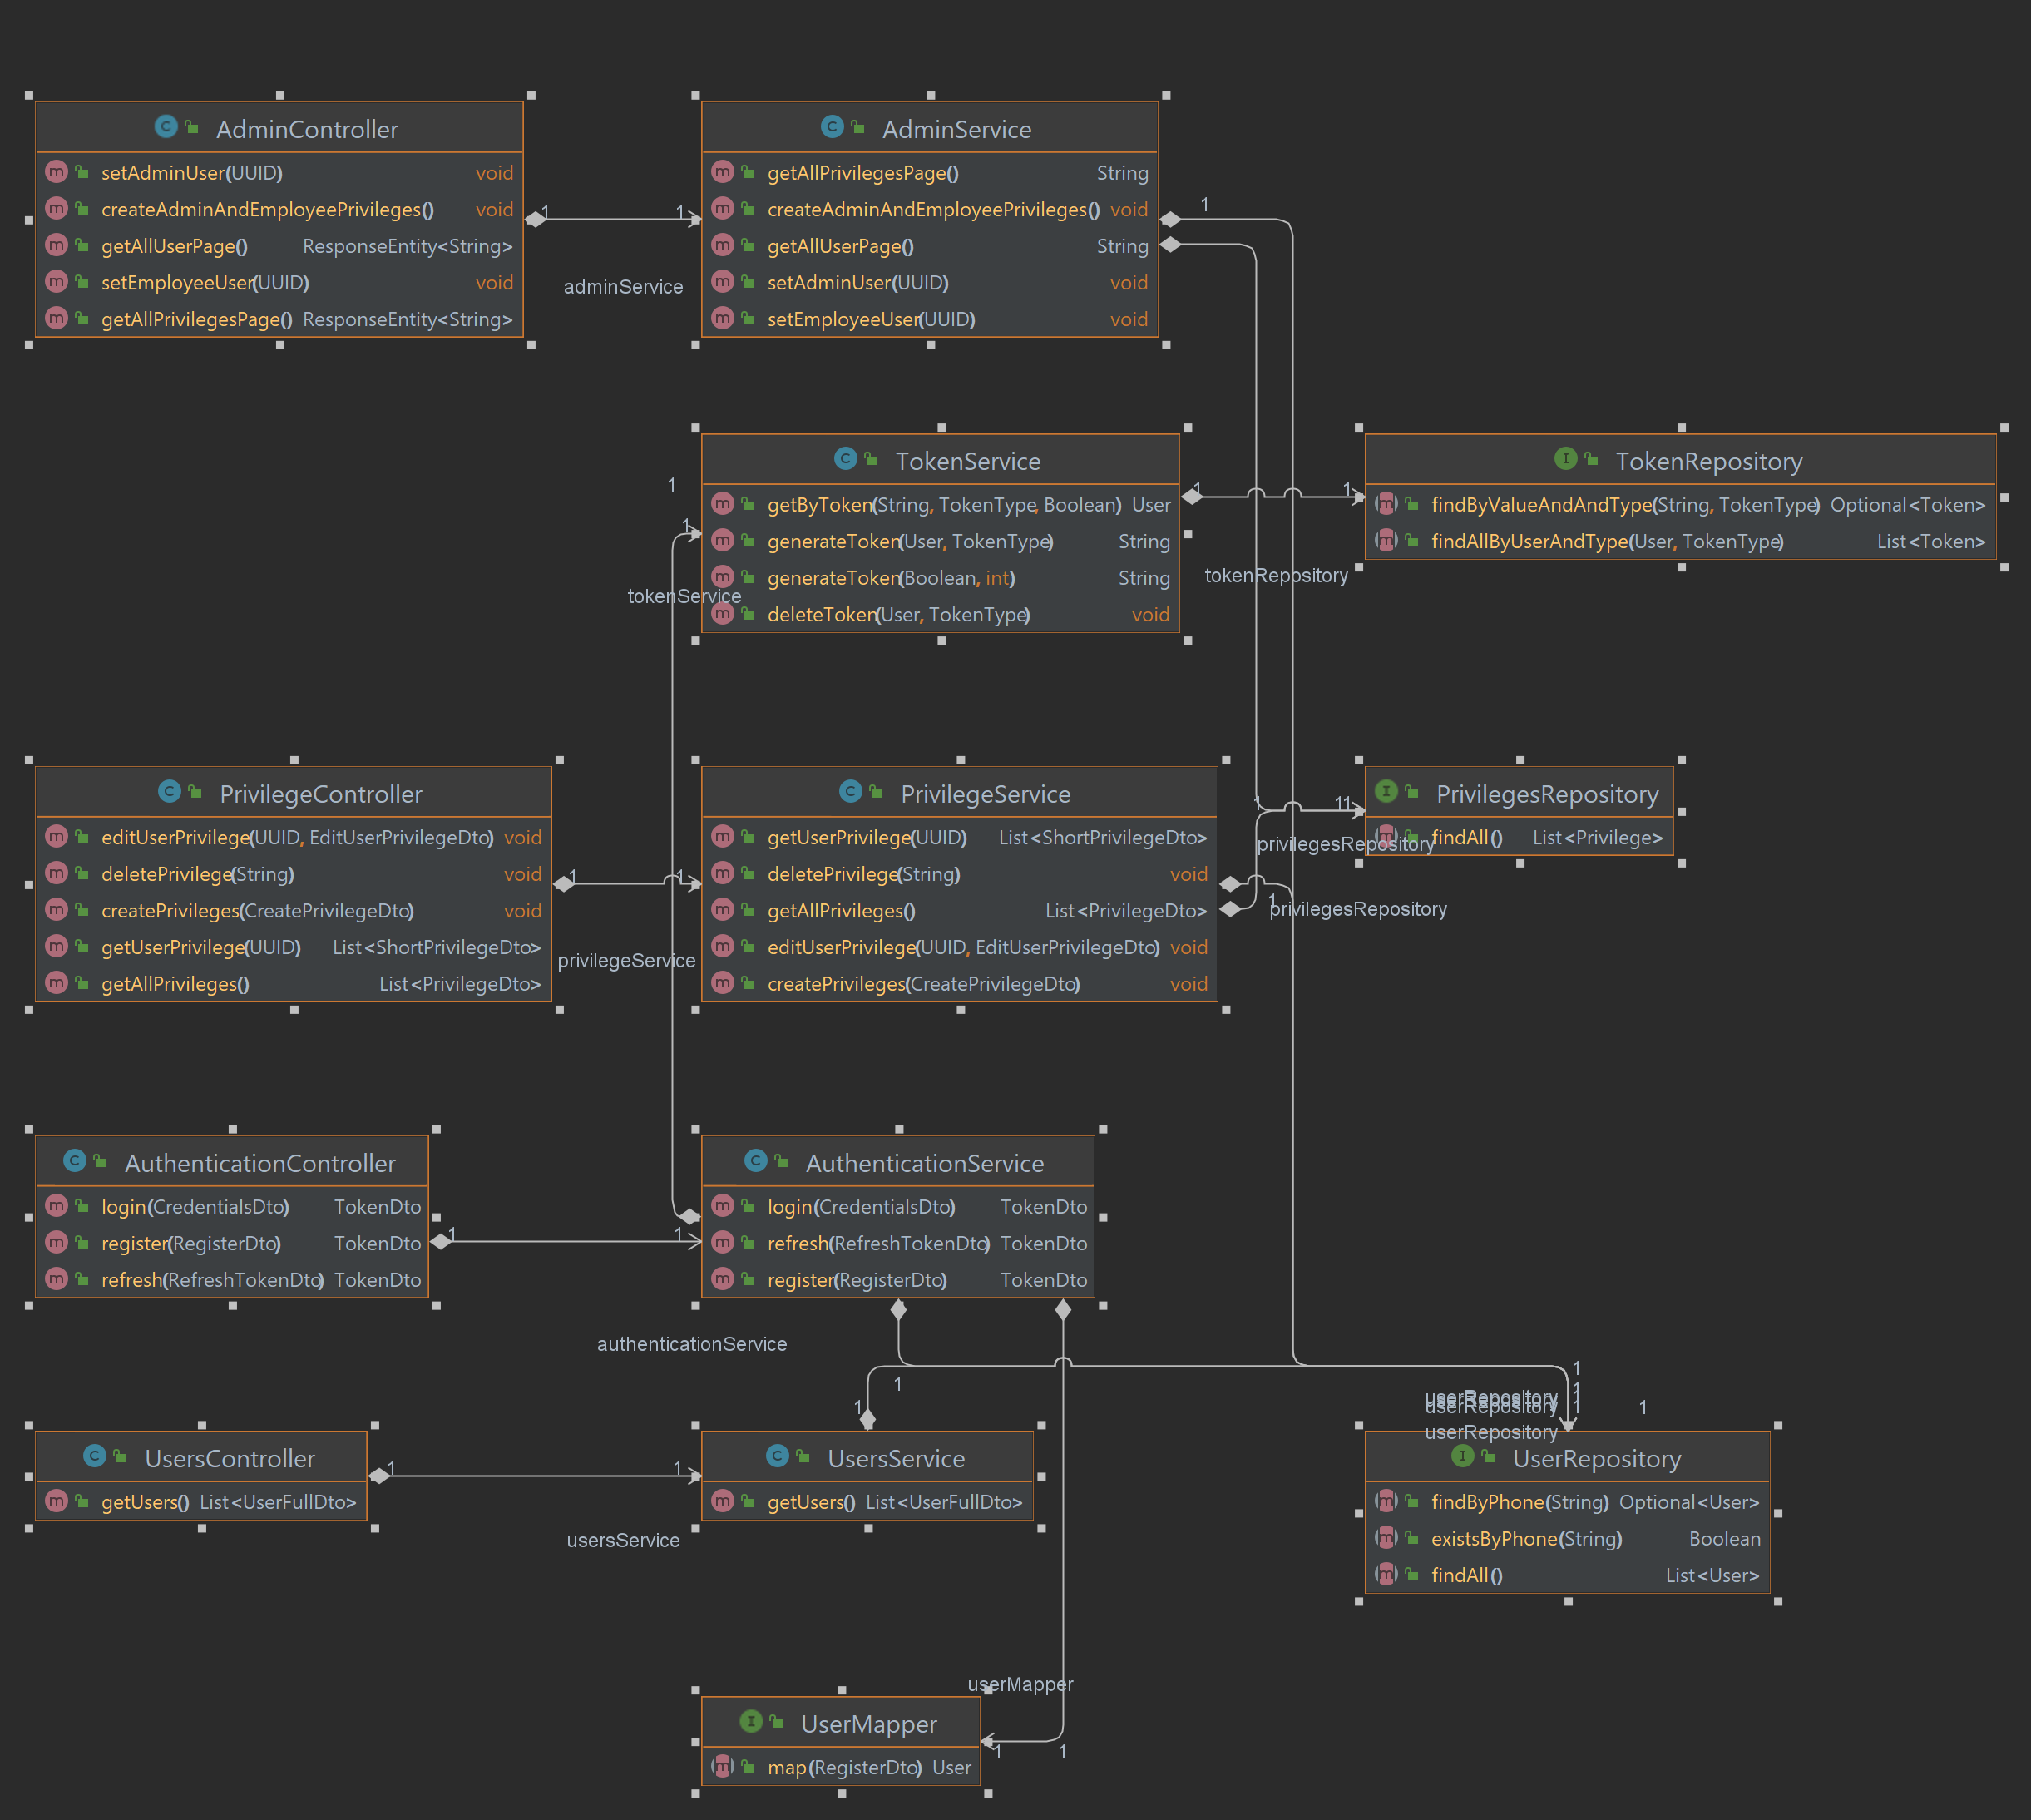 AdminController
setAdminUser(UUID) void
createAdminAndEmployeePrivileges() void
getAllUserPage() ResponseEntity<String>
setEmployeeUser(UUID) void
getAllPrivilegesPage() ResponseEntity<String>
1
1
adminService
AdminService
getAllPrivilegesPage() String
createAdminAndEmployeePrivileges() void
getAllUserPage() String
setAdminUser(UUID) void
setEmployeeUser(UUID) void
1
1
1
tokenService
TokenService
getByToken(String, TokenType, Boolean) User
generateToken(User, TokenType) String
generateToken(Boolean, int) String
deleteToken(User, TokenType) void
1
1
tokenRepository
TokenRepository
findByValueAndAndType(String, TokenType) Optional<Token>
findAllByUserAndType(User, TokenType) List<Token>
PrivilegeController
editUserPrivilege(UUID, EditUserPrivilegeDto) void
deletePrivilege(String) void
createPrivileges(CreatePrivilegeDto) void
getUserPrivilege(UUID) List<ShortPrivilegeDto>
getAllPrivileges() List<PrivilegeDto>
1
1
privilegeService
PrivilegeService
getUserPrivilege(UUID) List<ShortPrivilegeDto>
deletePrivilege(String) void
getAllPrivileges() List<PrivilegeDto>
editUserPrivilege(UUID, EditUserPrivilegeDto) void
createPrivileges(CreatePrivilegeDto) void
1
11
privilegesRepository
1
privilegesRepository
PrivilegesRepository
findAll() List<Privilege>
AuthenticationController
login(CredentialsDto) TokenDto
register(RegisterDto) TokenDto
refresh(RefreshTokenDto) TokenDto
1
1
authenticationService
AuthenticationService
login(CredentialsDto) TokenDto
refresh(RefreshTokenDto) TokenDto
register(RegisterDto) TokenDto
1
1
1
1
1
1
userRepository
userRepository
userRepository
userRepository
UsersController
getUsers() List<UserFullDto>
1
1
usersService
UsersService
getUsers() List<UserFullDto>
UserRepository
findByPhone(String) Optional<User>
existsByPhone(String) Boolean
findAll() List<User>
userMapper
1
1
UserMapper
map(RegisterDto) User